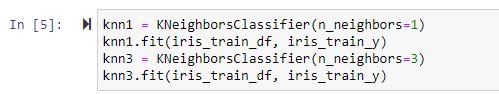 In [5]:
knn1 = KNeighborsClassifier(n_neighbors=1)
knn1.fit(iris_train_df, iris_train_y)
knn3 = KNeighborsClassifier(n_neighbors=3)
knn3.fit(iris_train_df, iris_train_y)